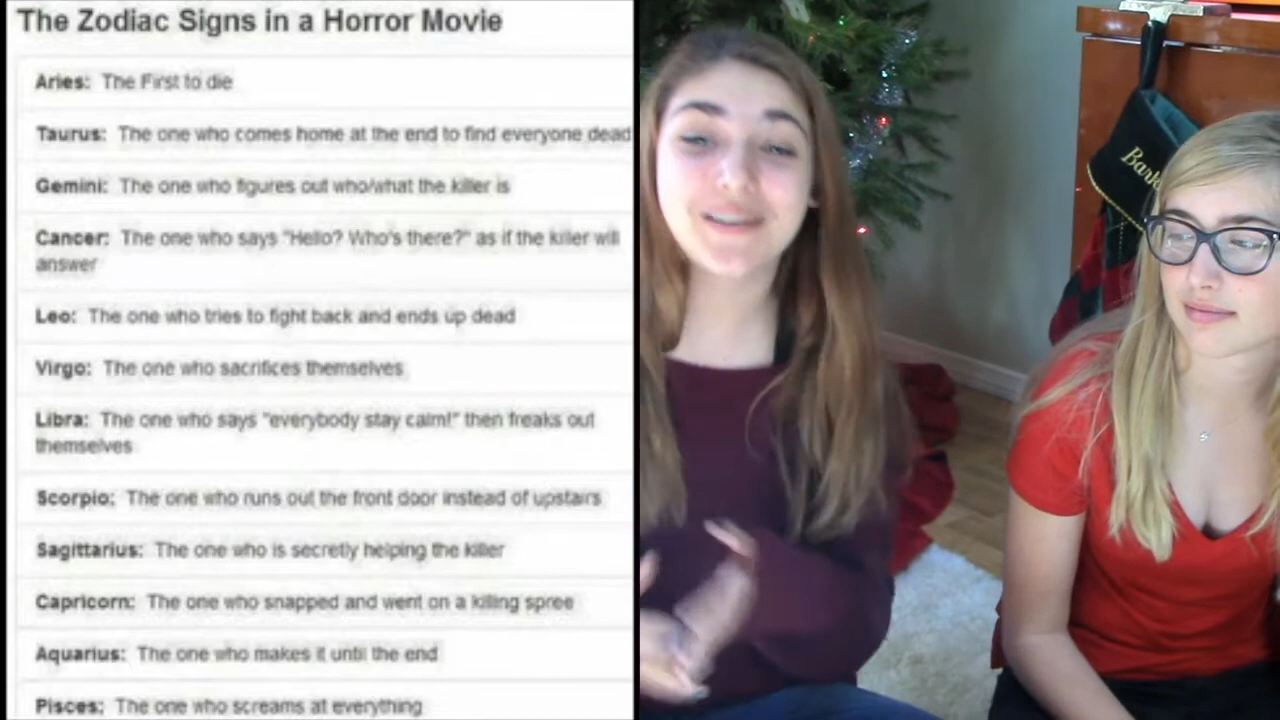 The Zodiac Signs in a Horror Movie
Aries: The First to die
Taurus: The one who comes home at the end to find everyone dead
Gemini: The one who figures out who/what the killer is
Cancer: The one who says "Hello? Who's there?" as if the killer will
answer
Leo: The one who tries to fight back and ends up dead
Virgo: The one who sacrifices themselves
Libra: The one who says "everybody stay calm!" then freaks out
themselves
Scorpio: The one who runs out the front door instead of upstairs
Sagittarius: The one who is secretly helping the killer
Capricorn: The one who snapped and went on a killing spree
Aquarius: The one who makes it until the end
Pisces: The one who screams at everything